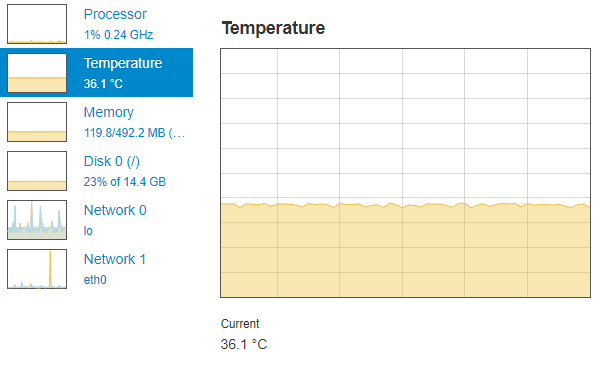 Processor
1% 0.24 GHz
Temperature
36.1 °C
Memory
119.8/492.2 MB (…
Disk 0 (/)
23% of 14.4 GB
Network 0
lo
Network 1
eth0
Temperature
Current
36.1 °C